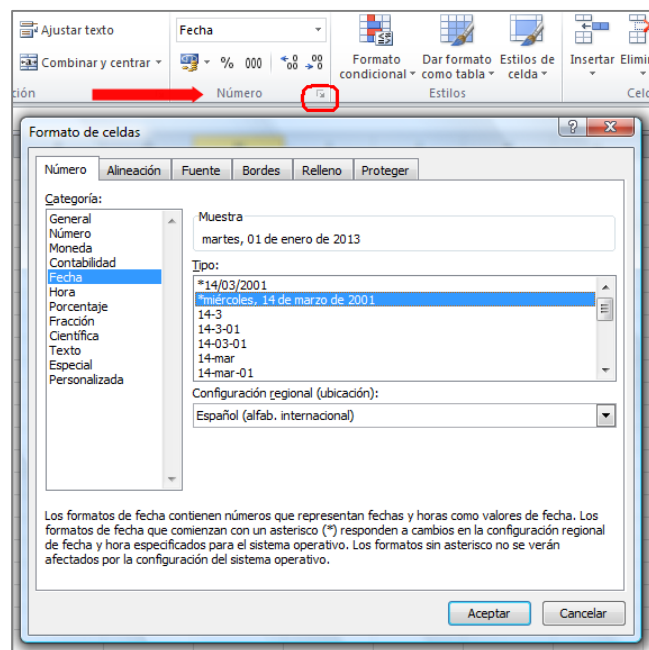 Ajustar texto
Fecha
Combinar y centrar
% 000
,0 ,00
,00 ,0
Formato condicional
Dar formato como tabla
Estilos de celda
Insertar
ción
Número
Estilos
Formato de celdas
Número Alineación Fuente Bordes Relleno Proteger
Categoría:
General
Número
Moneda
Contabilidad
Fecha
Hora
Porcentaje
Fracción
Científica
Texto
Especial
Personalizada
Muestra
martes, 01 de enero de 2013
Tipo:
*14/03/2001
*miércoles, 14 de marzo de 2001
14-3
14-3-01
14-03-01
14-mar
14-mar-01
Configuración regional (ubicación):
Español (alfab. internacional)
Los formatos de fecha contienen números que representan fechas y horas como valores de fecha. Los
formatos de fecha que comienzan con un asterisco (*) responden a cambios en la configuración regional
de fecha y hora especificados para el sistema operativo. Los formatos sin asterisco no se verán
afectados por la configuración del sistema operativo.
Aceptar Cancelar